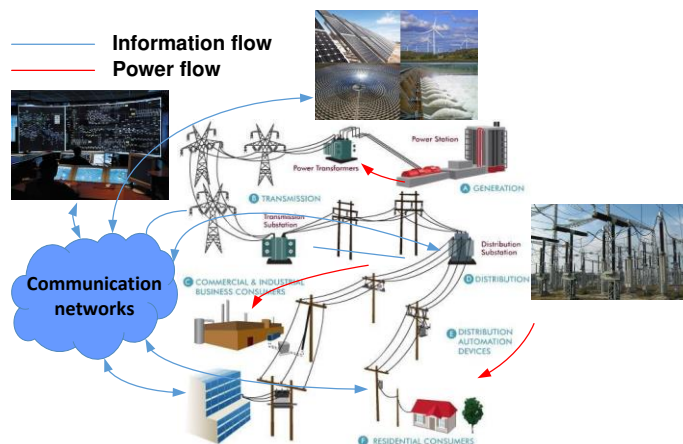 Information flow
Power flow
Power Station
Power Transformers
A GENERATION
B TRANSMISSION
Transmission
Substation
Distribution
Substation
Communication
networks
C COMMERCIAL & INDUSTRIAL
BUSINESS CONSUMERS
D DISTRIBUTION
E DISTRIBUTION
AUTOMATION
DEVICES
F RESIDENTIAL CONSUMERS